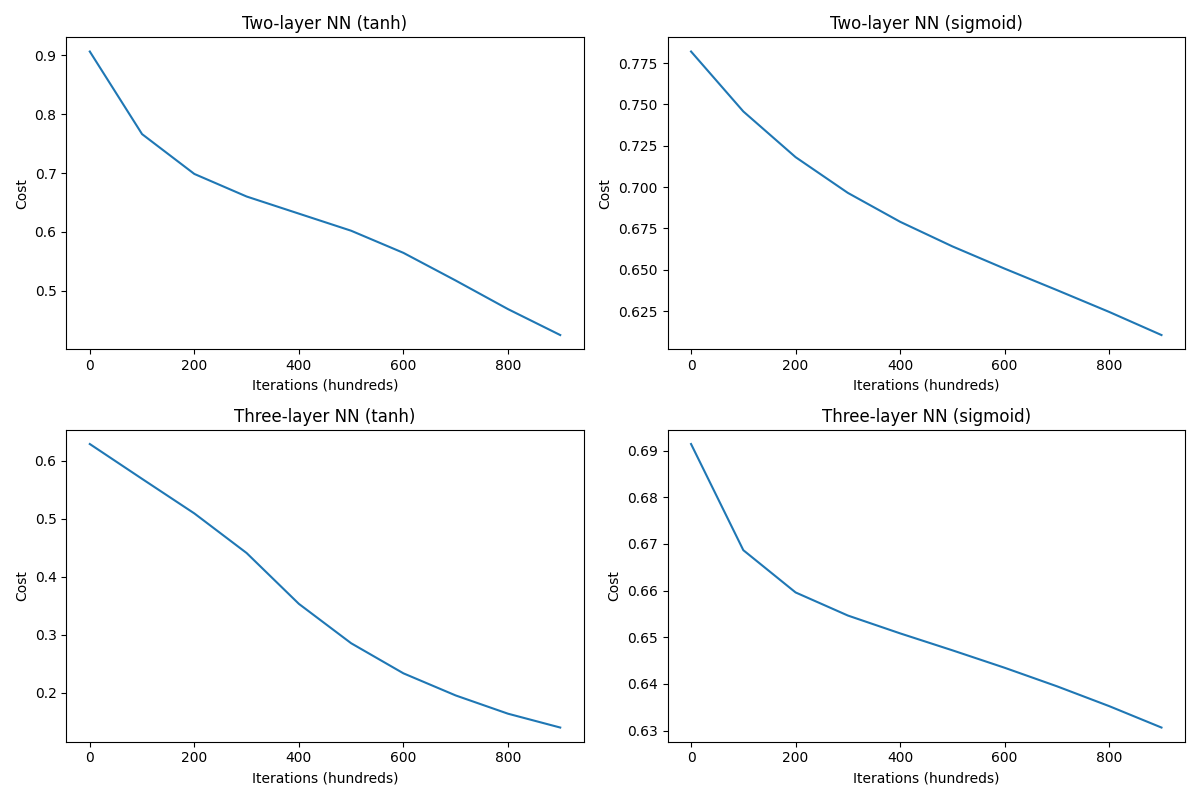 Two-layer NN (tanh)
Cost
0.9
0.8
0.7
0.6
0.5
0 200 400 600 800
Iterations (hundreds)
Two-layer NN (sigmoid)
Cost
0.775
0.750
0.725
0.700
0.675
0.650
0.625
0 200 400 600 800
Iterations (hundreds)
Three-layer NN (tanh)
Cost
0.6
0.5
0.4
0.3
0.2
0 200 400 600 800
Iterations (hundreds)
Three-layer NN (sigmoid)
Cost
0.69
0.68
0.67
0.66
0.65
0.64
0.63
0 200 400 600 800
Iterations (hundreds)